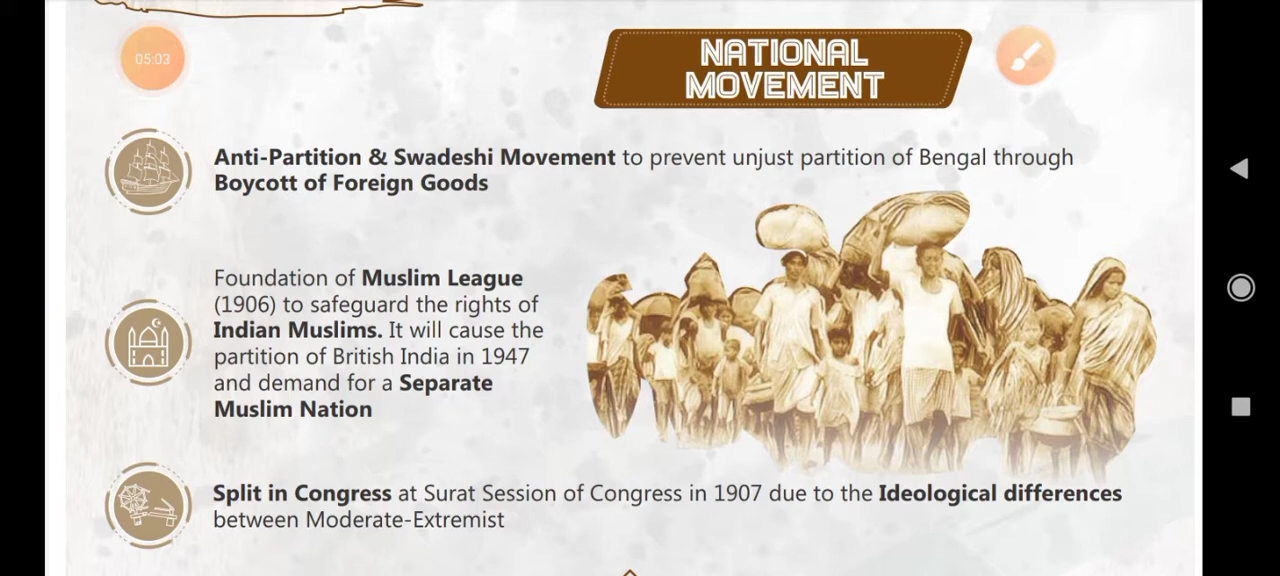 05:03
NATIONAL
MOVEMENT
Anti-Partition & Swadeshi Movement to prevent unjust partition of Bengal through
Boycott of Foreign Goods
Foundation of Muslim League
(1906) to safeguard the rights of
Indian Muslims. It will cause the
partition of British India in 1947
and demand for a Separate
Muslim Nation
Split in Congress at Surat Session of Congress in 1907 due to the Ideological differences
between Moderate-Extremist